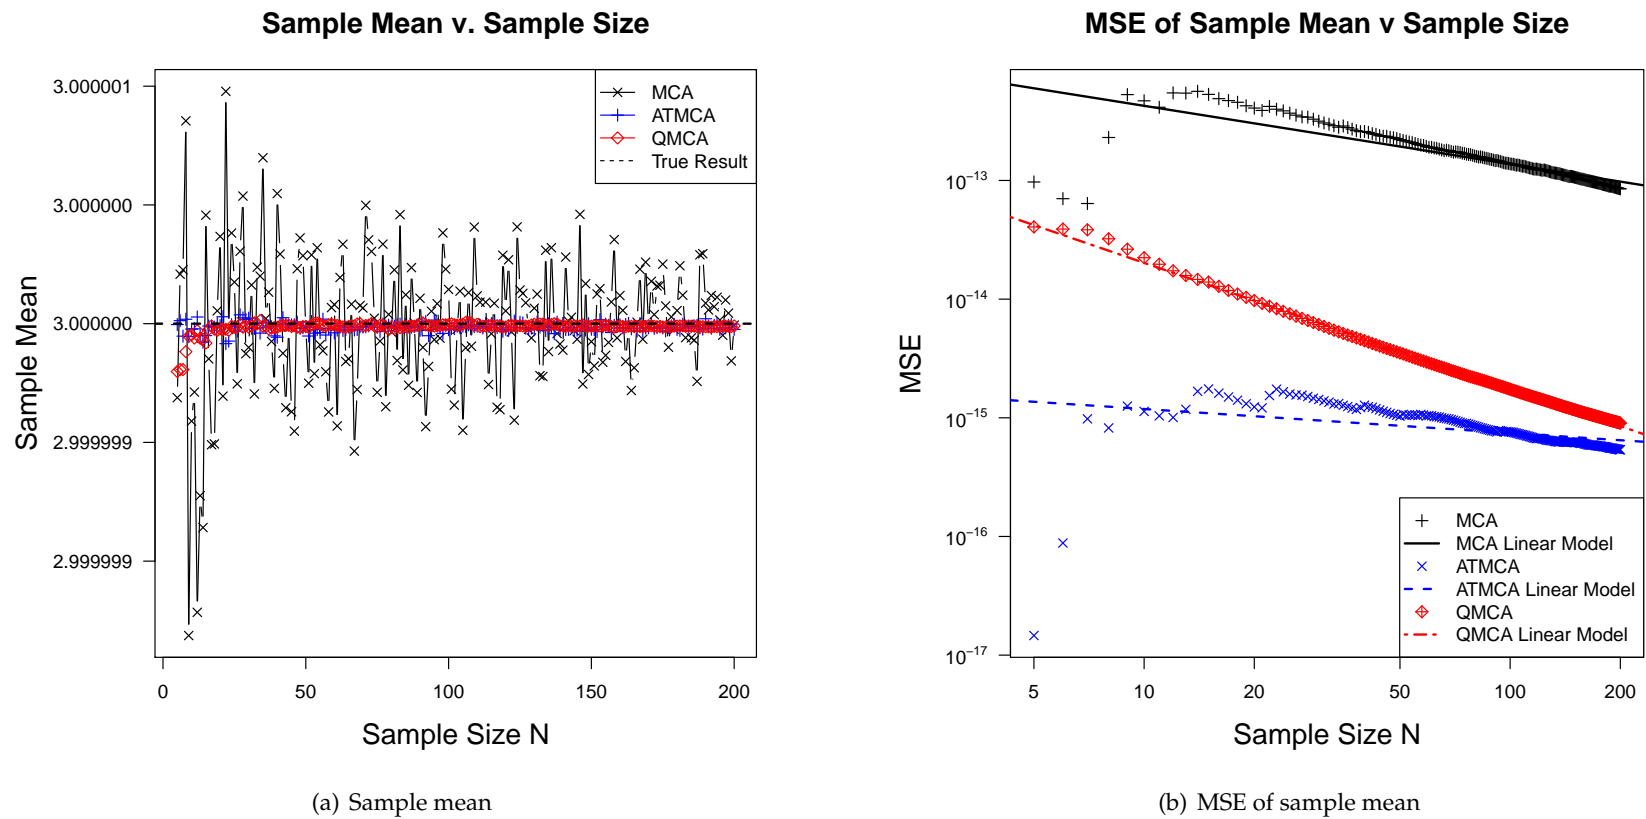 Sample Mean v. Sample Size
3.000001
3.000000
3.000000
2.999999
2.999999
Sample Mean
0
50
100
150
200
Sample Size N
MCA
ATMCA
QMCA
True Result
(a) Sample mean
MSE of Sample Mean v Sample Size
10⁻¹³
10⁻¹⁴
10⁻¹⁵
10⁻¹⁶
10⁻¹⁷
MSE
5
10
20
50
100
200
Sample Size N
MCA
MCA Linear Model
ATMCA
ATMCA Linear Model
QMCA
QMCA Linear Model
(b) MSE of sample mean